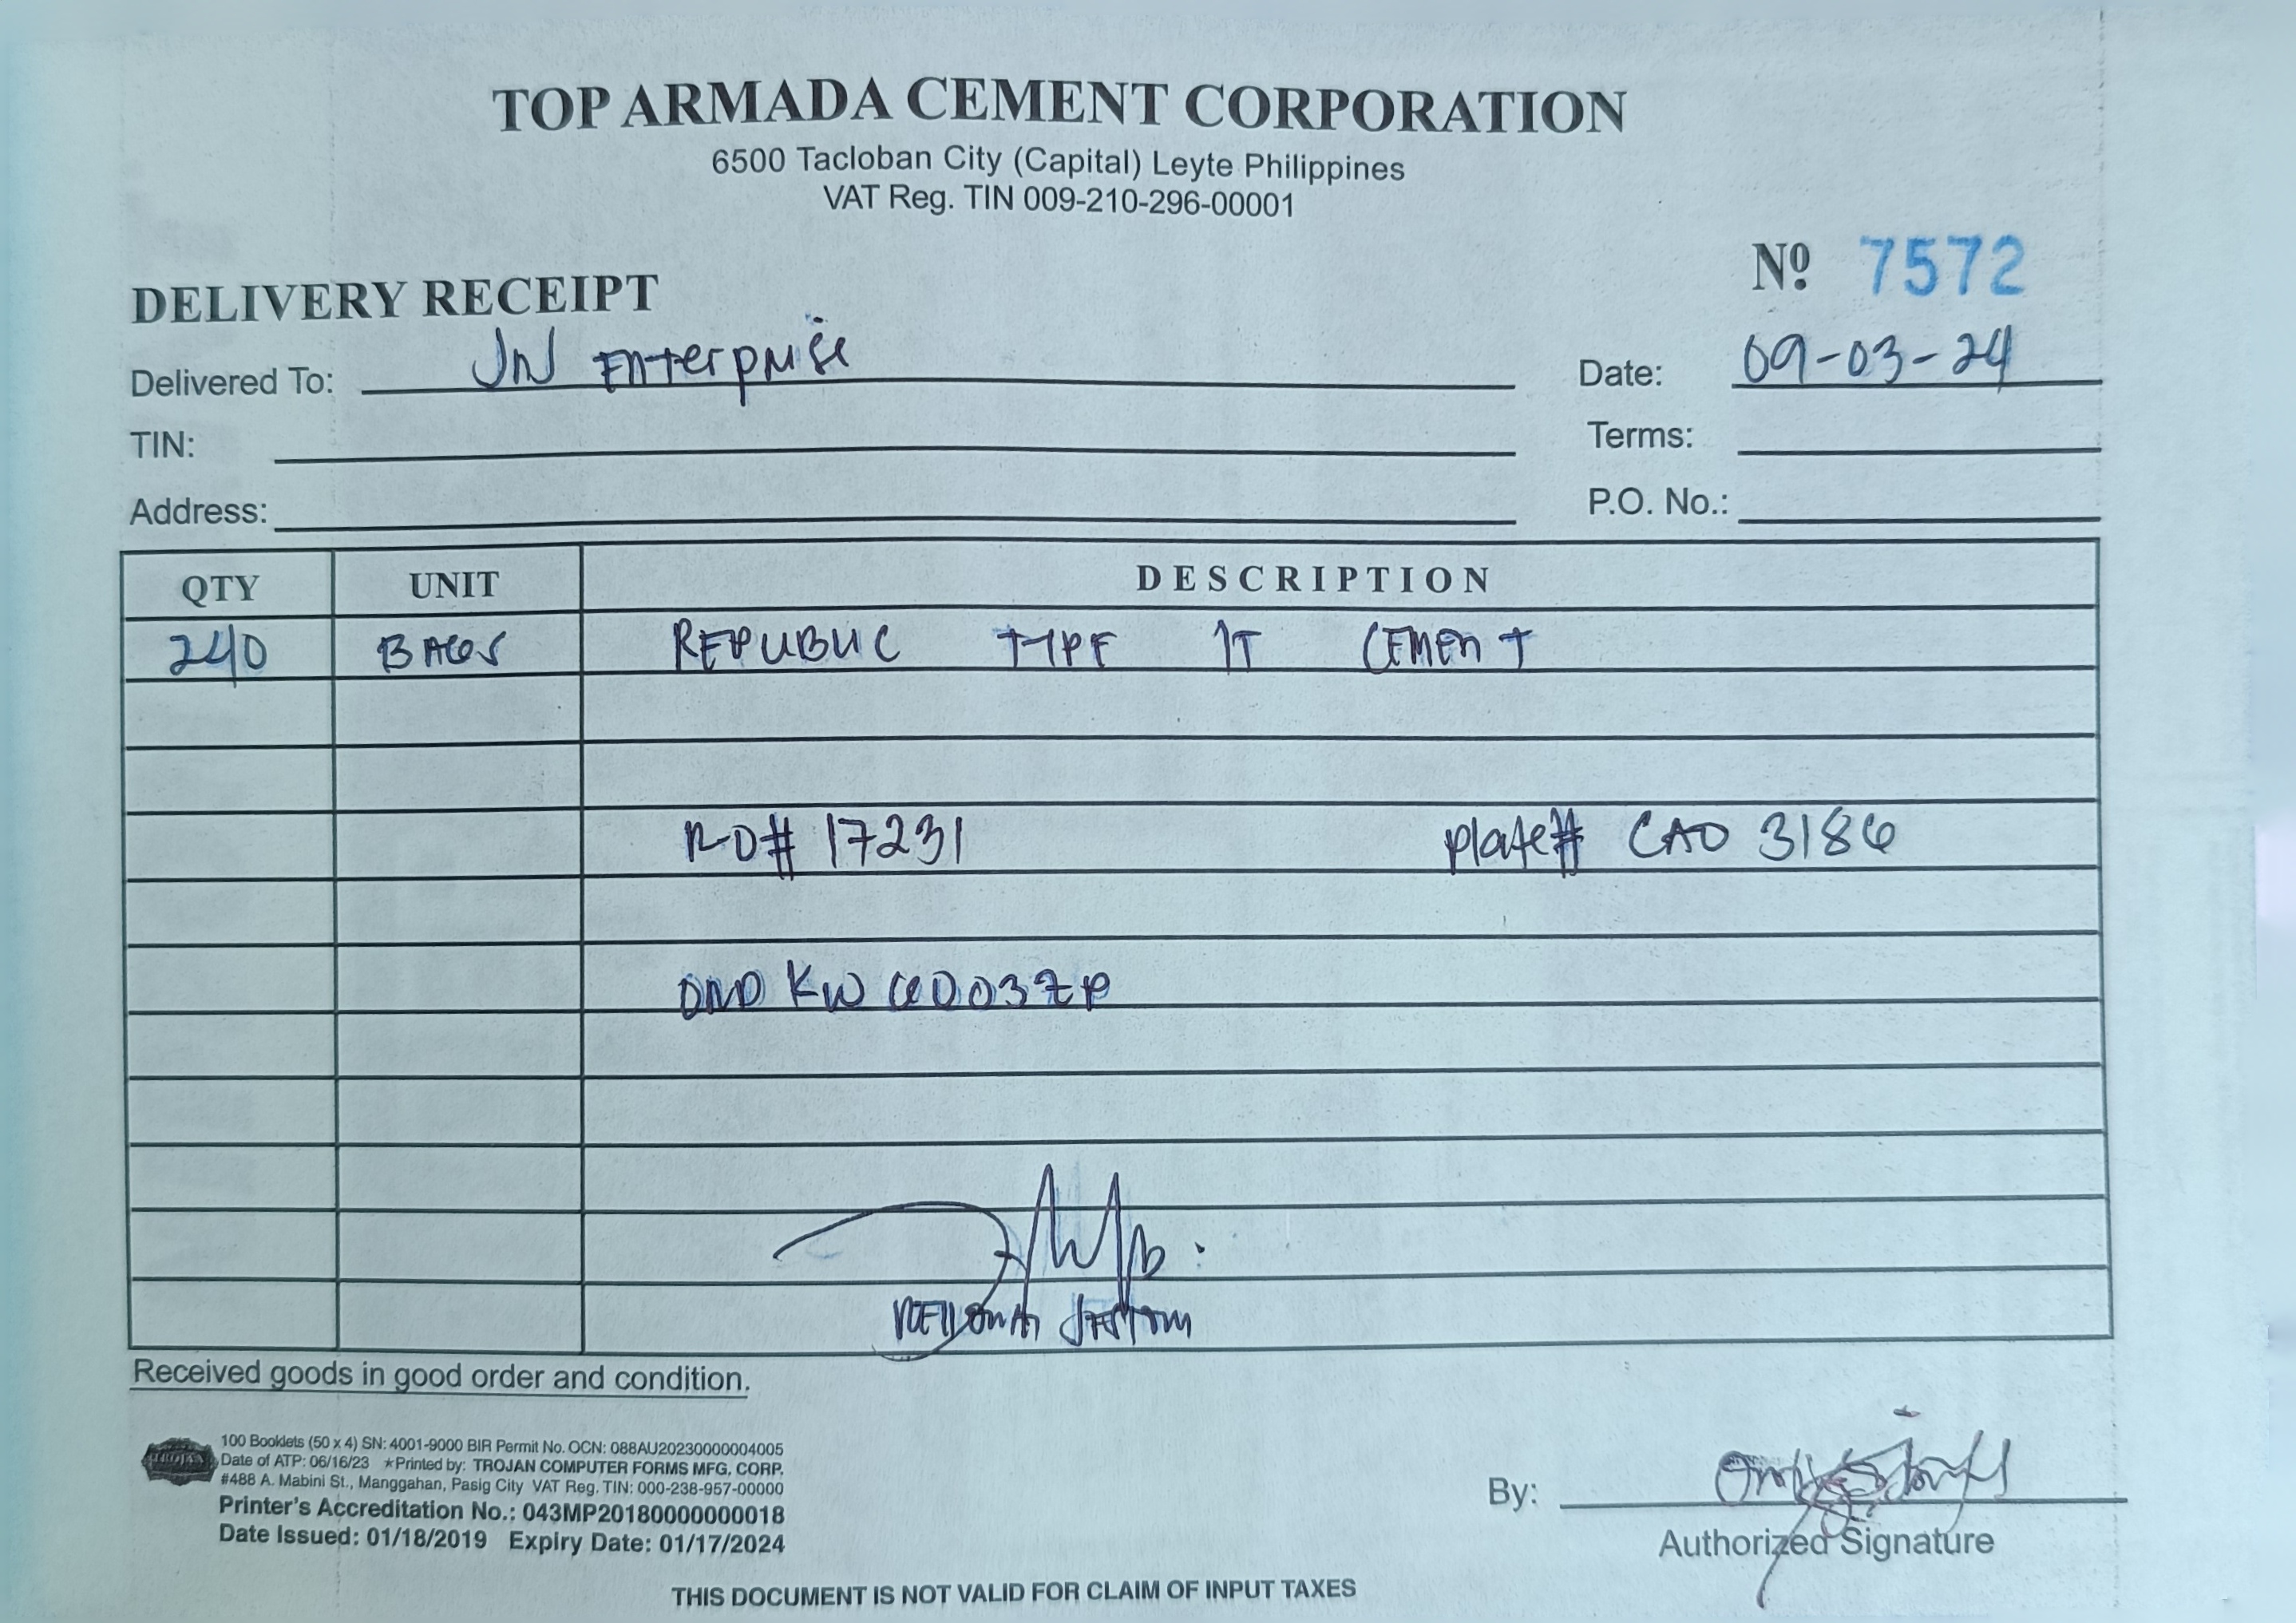 TOP ARMADA CEMENT CORPORATION
6500 Tacloban City (Capital) Leyte Philippines
VAT Reg. TIN 009-210-296-00001
Nº 7572
DELIVERY RECEIPT
Delivered To: JN Enterprise Date: 09-03-24
TIN: Terms:
Address: P.O. No.:
QTY UNIT DESCRIPTION
240 BAGS REPUBLIC TYPE 1T CEMENT
RO# 17231 Plate# CAO 3186
Received goods in good order and condition.
TROJAN
100 Booklets (50 x 4) SN: 4001-9000 BIR Permit No. OCN: 088AU20230000004005
Date of ATP: 06/16/23 ★Printed by: TROJAN COMPUTER FORMS MFG. CORP.
#488 A. Mabini St., Manggahan, Pasig City VAT Reg. TIN: 000-238-957-00000
Printer's Accreditation No.: 043MP20180000000018
Date Issued: 01/18/2019 Expiry Date: 01/17/2024
By:
Authorized Signature
THIS DOCUMENT IS NOT VALID FOR CLAIM OF INPUT TAXES